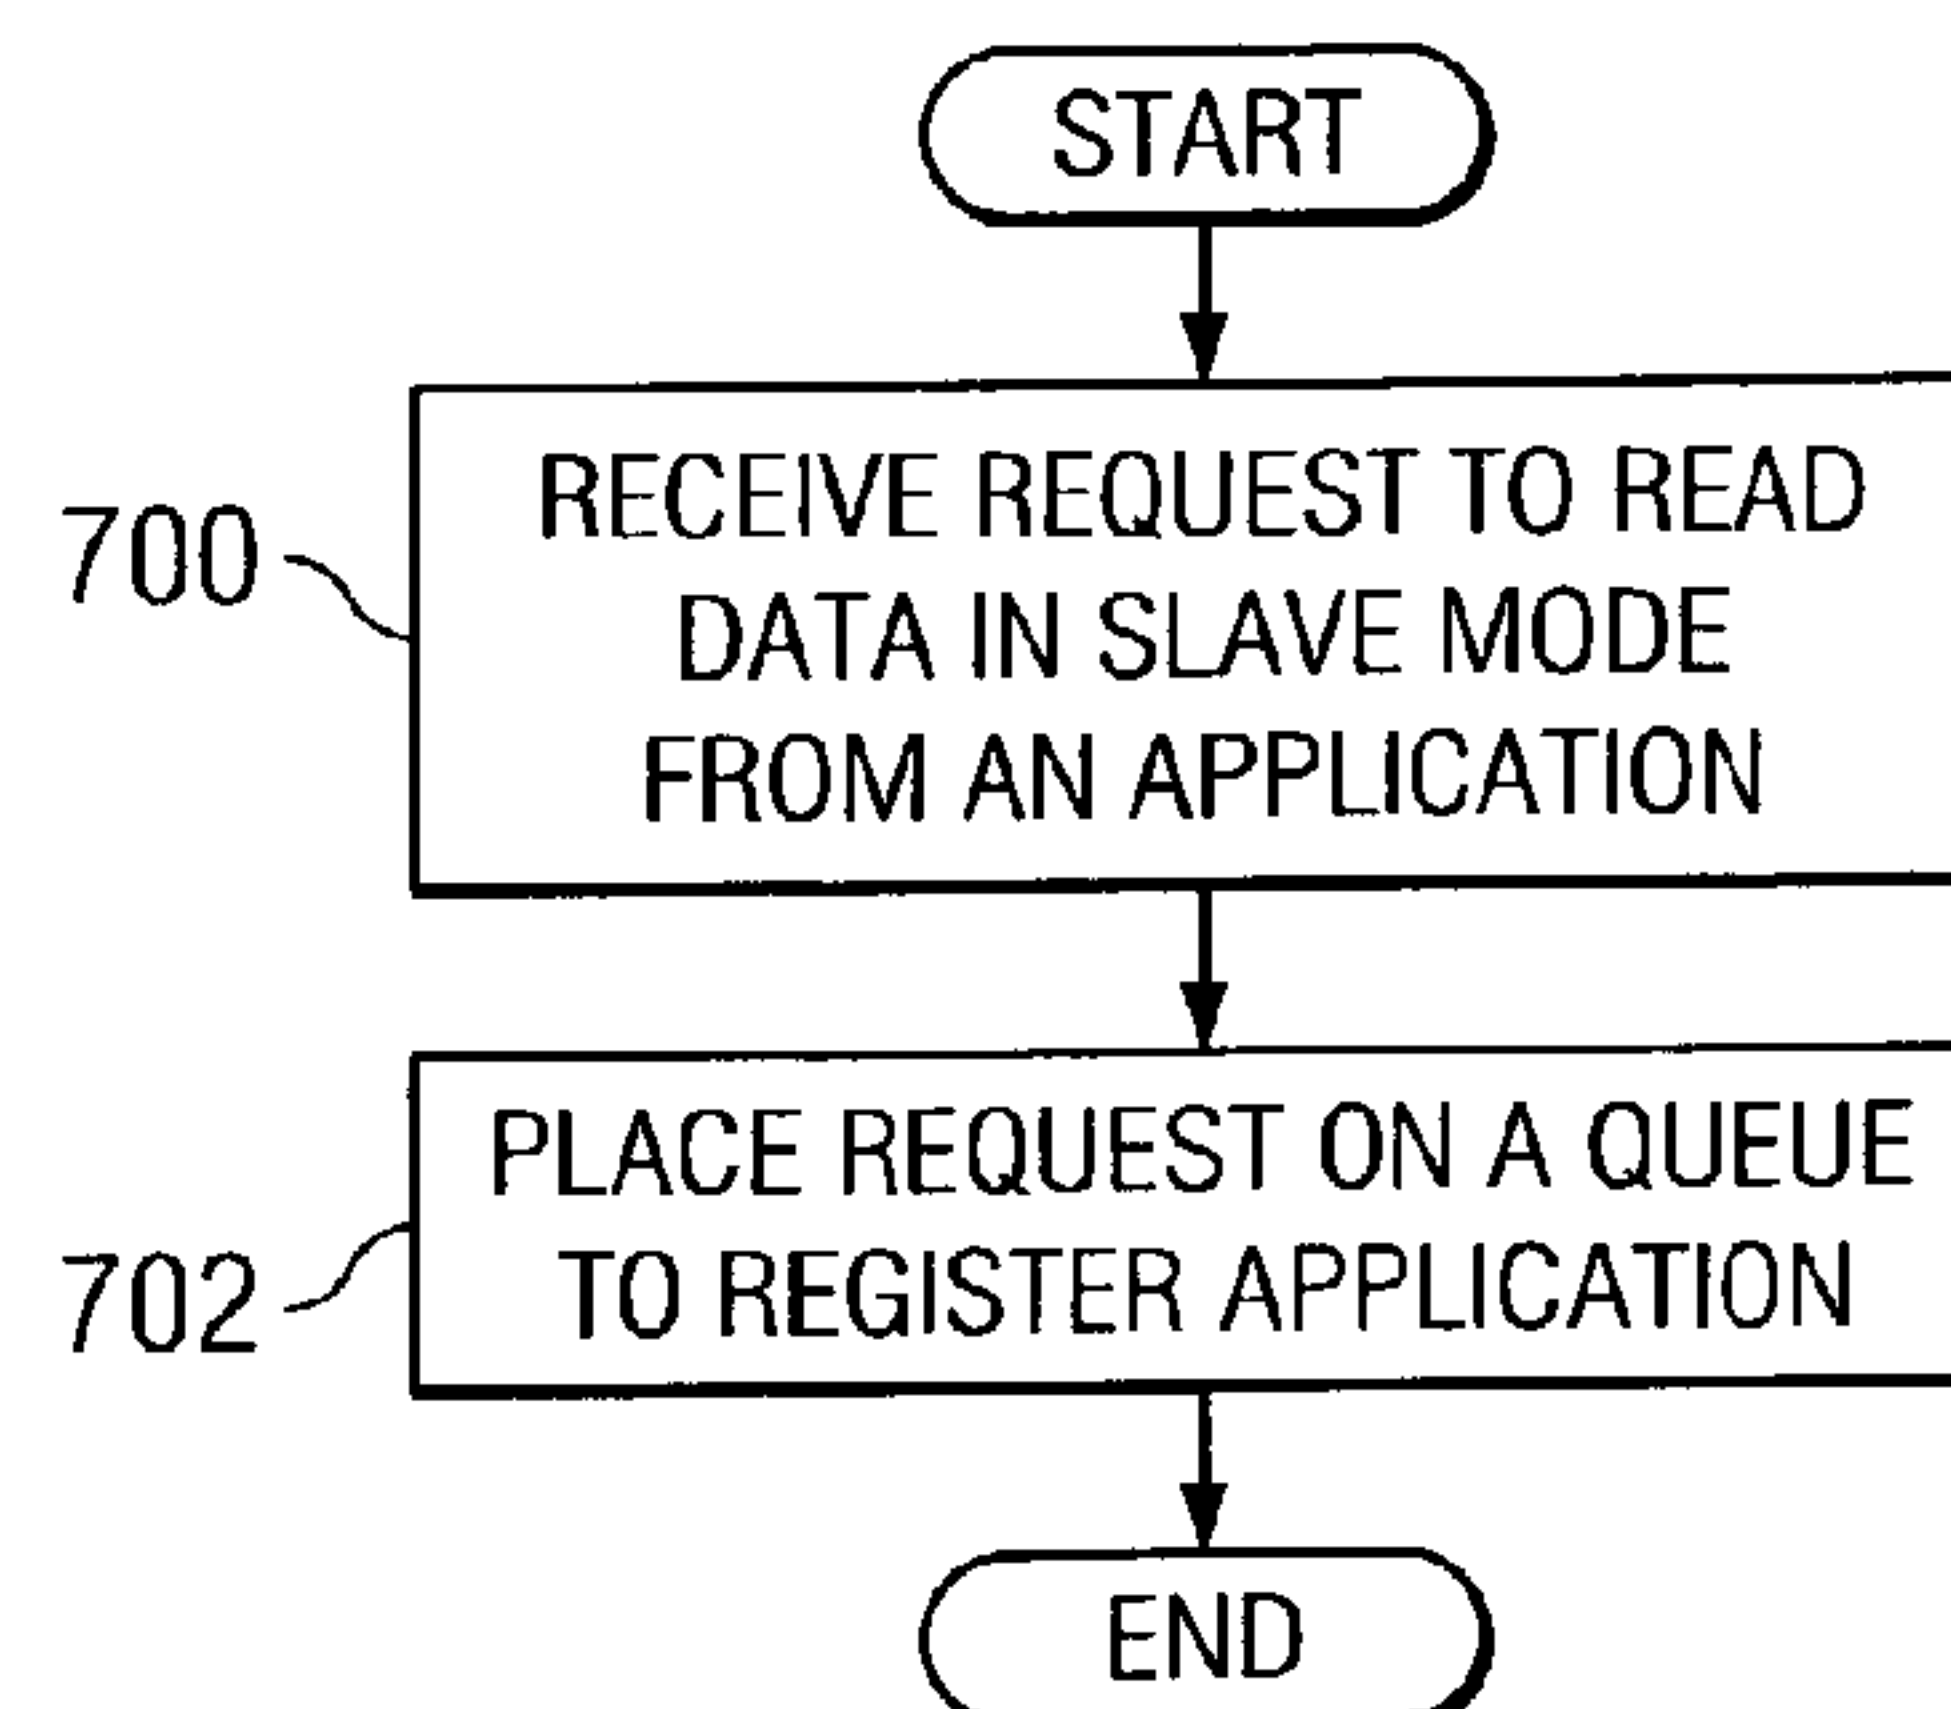 START
700
RECEIVE REQUEST TO READ
DATA IN SLAVE MODE
FROM AN APPLICATION
702
PLACE REQUEST ON A QUEUE
TO REGISTER APPLICATION
END